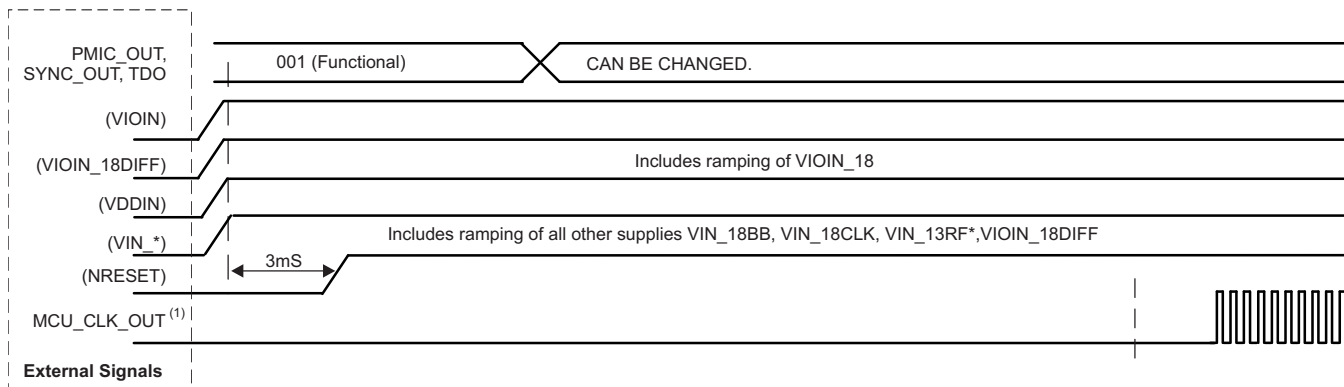 PMIC_OUT,
SYNC_OUT, TDO
001 (Functional)
CAN BE CHANGED.
(VIOIN)
(VIOIN_18DIFF)
Includes ramping of VIOIN_18
(VDDIN)
(VIN_*)
Includes ramping of all other supplies VIN_18BB, VIN_18CLK, VIN_13RF*,VIOIN_18DIFF
3mS
(NRESET)
MCU_CLK_OUT (1)
External Signals